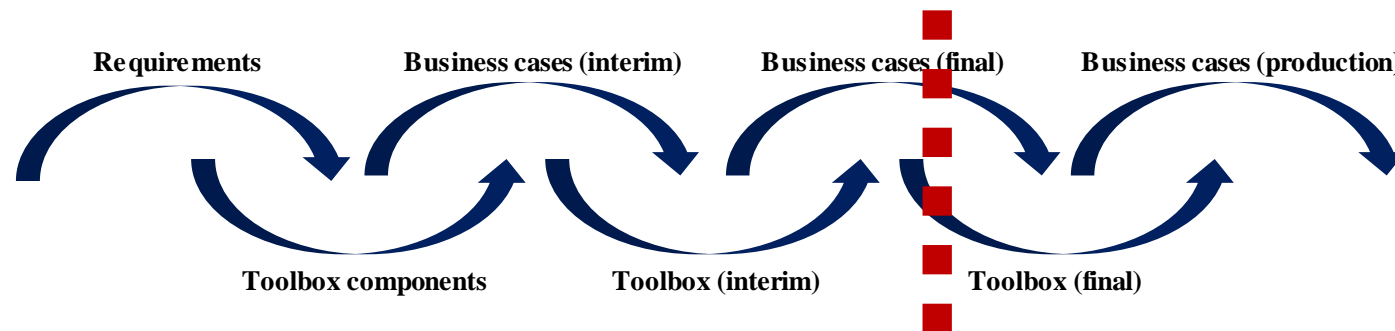 Requirements
Business cases (interim)
Business cases (final)
Business cases (production)
Toolbox components
Toolbox (interim)
Toolbox (final)